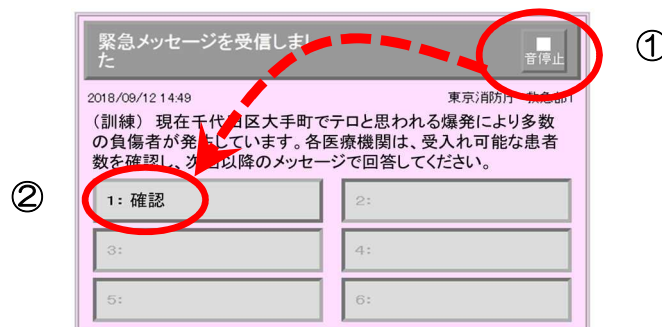 緊急メッセージを受信しまし
た
音停止
①
2018/09/12 14:49 東京消防庁 救急部1
(訓練) 現在千代田区大手町でテロと思われる爆発により多数
の負傷者が発生しています。各医療機関は、受入れ可能な患者
数を確認し、次回以降のメッセージで回答してください。
②
1: 確認
2:
3:
4:
5:
6: